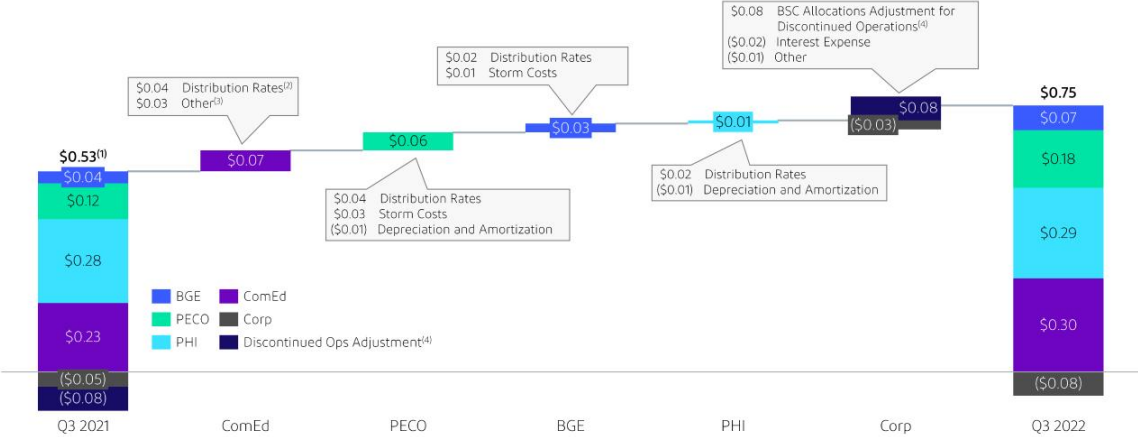 $0.53(1)
$0.04
$0.12
$0.28
$0.23
($0.05)
($0.08)
Q3 2021
$0.04 Distribution Rates(2)
$0.03 Other(3)
$0.07
ComEd
$0.06
$0.04 Distribution Rates
$0.03 Storm Costs
($0.01) Depreciation and Amortization
PECO
$0.02 Distribution Rates
$0.01 Storm Costs
$0.03
BGE
$0.01
$0.02 Distribution Rates
($0.01) Depreciation and Amortization
PHI
$0.08 BSC Allocations Adjustment for
Discontinued Operations(4)
($0.02) Interest Expense
($0.01) Other
$0.08
($0.03)
Corp
$0.75
$0.07
$0.18
$0.29
$0.30
($0.08)
Q3 2022
BGE
ComEd
PECO
Corp
PHI
Discontinued Ops Adjustment(4)